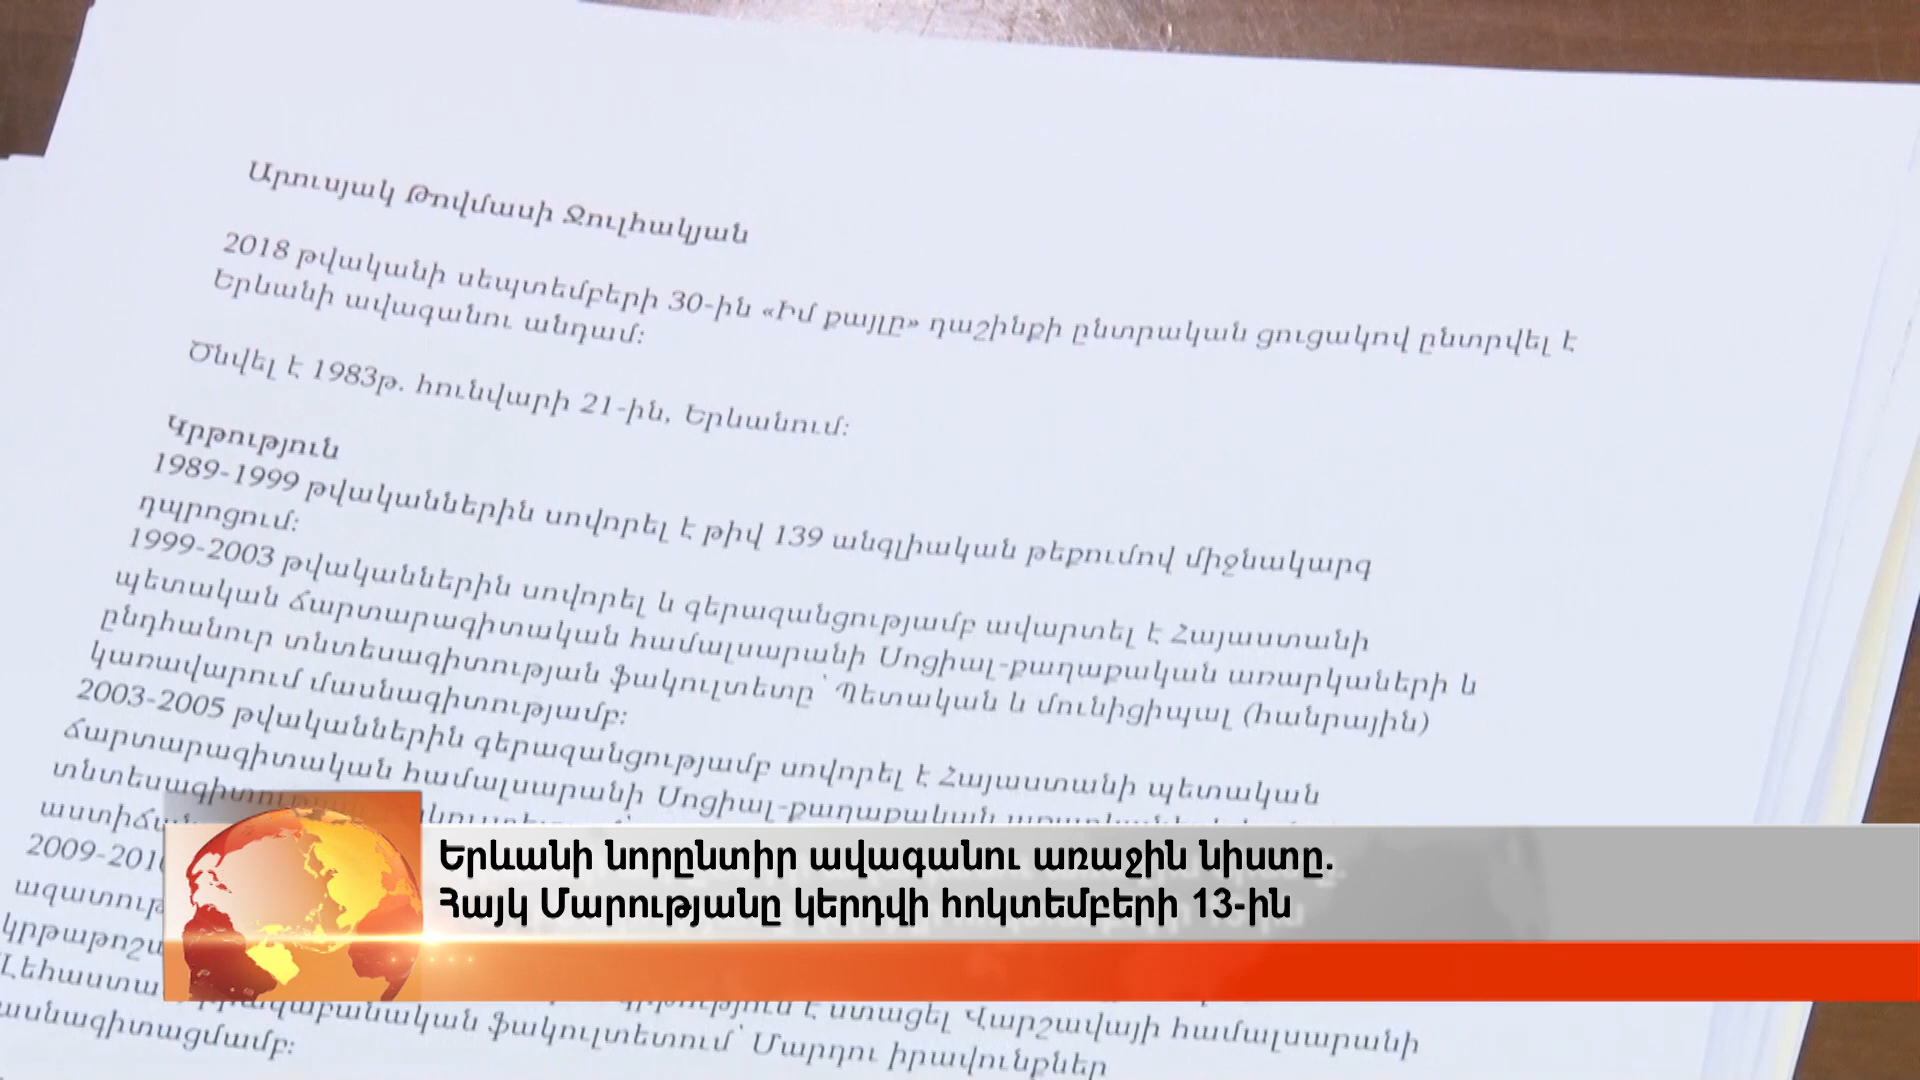 Արուսյակ Թովմասի Ջուլհակյան
2018 թվականի սեպտեմբերի 30-ին «Իմ քայլը» դաշինքի ընտրական ցուցակով ընտրվել է
Երևանի ավագանու անդամ:
Ծնվել է 1983թ. հունվարի 21-ին, Երևանում:
Կրթություն
1989-1999 թվականներին սովորել է թիվ 139 անգլիական թեքումով միջնակարգ
դպրոցում:
1999-2003 թվականներին սովորել և գերազանցությամբ ավարտել է Հայաստանի
պետական ճարտարագիտական համալսարանի Սոցիալ-քաղաքական առարկաների և
ընդհանուր տնտեսագիտության ֆակուլտետը՝ Պետական և մունիցիպալ (հանրային)
կառավարում մասնագիտությամբ:
2003-2005 թվականներին գերազանցությամբ սովորել է Հայաստանի պետական
ճարտարագիտական համալսարանի Սոցիալ-քաղաքական
2009-2010
Երևանի նորընտիր ավագանու առաջին նիստը.
Հայկ Մարությանը կերդվի հոկտեմբերի 13-ին
է ստացել Վարշավայի համալսարանի
ֆակուլտետում՝ Մարդու իրավունքներ